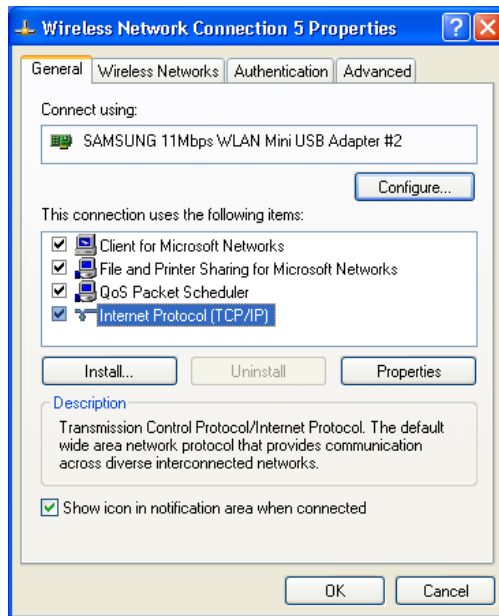 Wireless Network Connection 5 Properties
General Wireless Networks Authentication Advanced
Connect using:
SAMSUNG 11Mbps WLAN Mini USB Adapter #2
Configure...
This connection uses the following items:
Client for Microsoft Networks
File and Printer Sharing for Microsoft Networks
QoS Packet Scheduler
Internet Protocol (TCP/IP)
Install... Uninstall Properties
Description
Transmission Control Protocol/Internet Protocol. The default
wide area network protocol that provides communication
across diverse interconnected networks.
Show icon in notification area when connected
OK Cancel